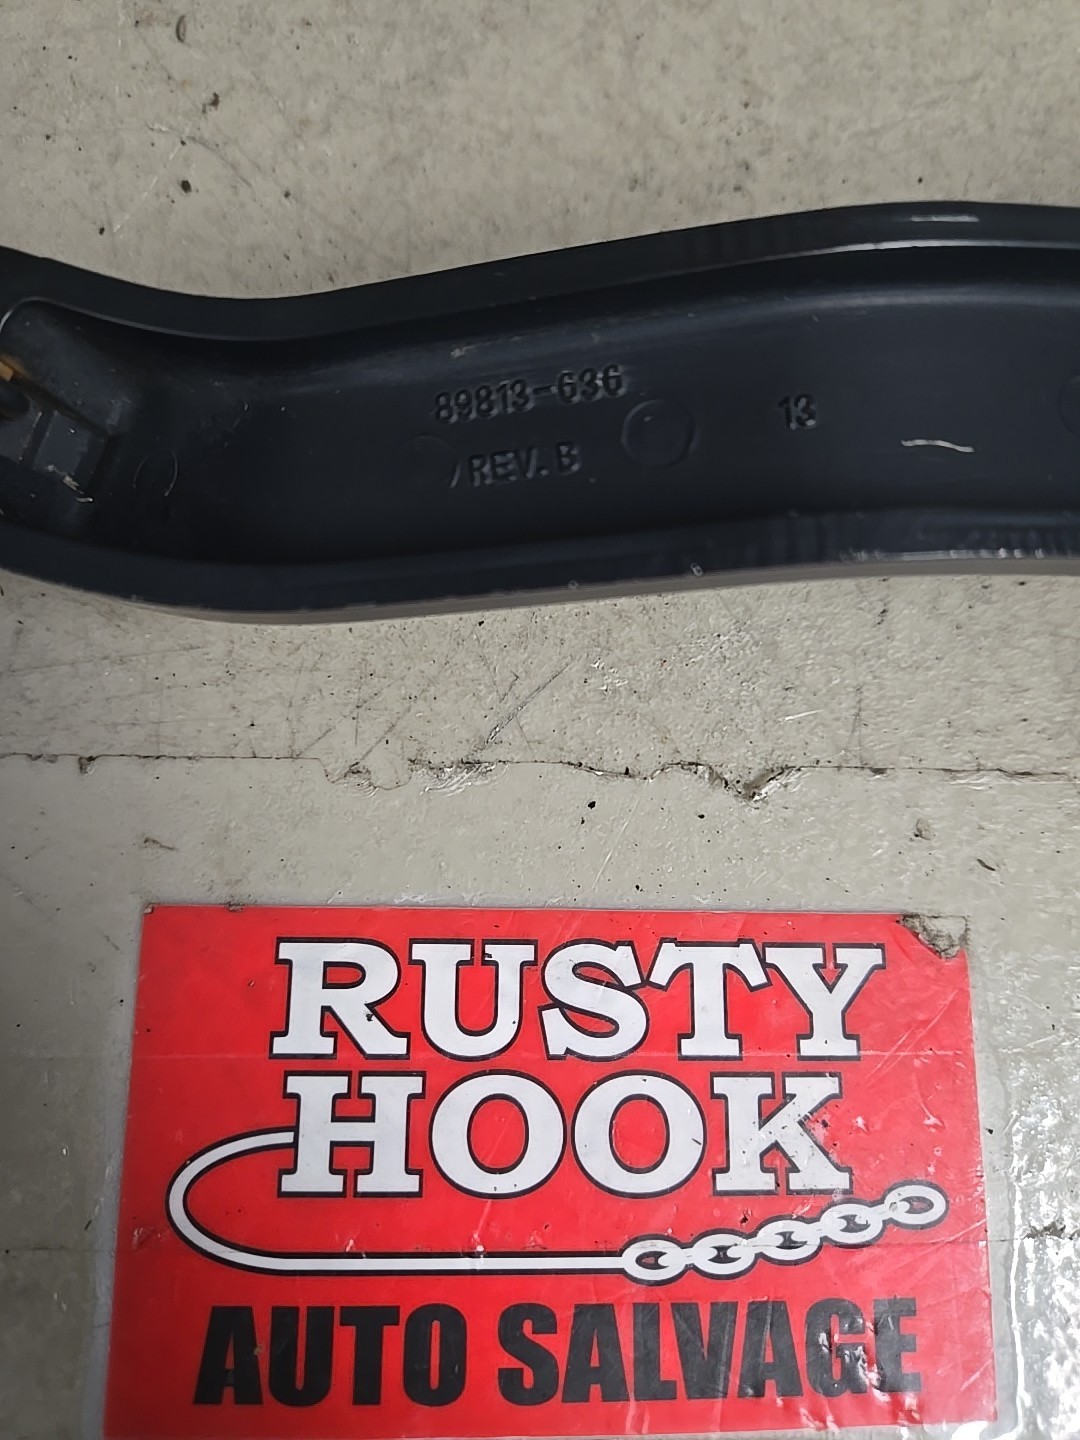 89813-636
/REV. B
13
RUSTY
HOOK
AUTO SALVAGE